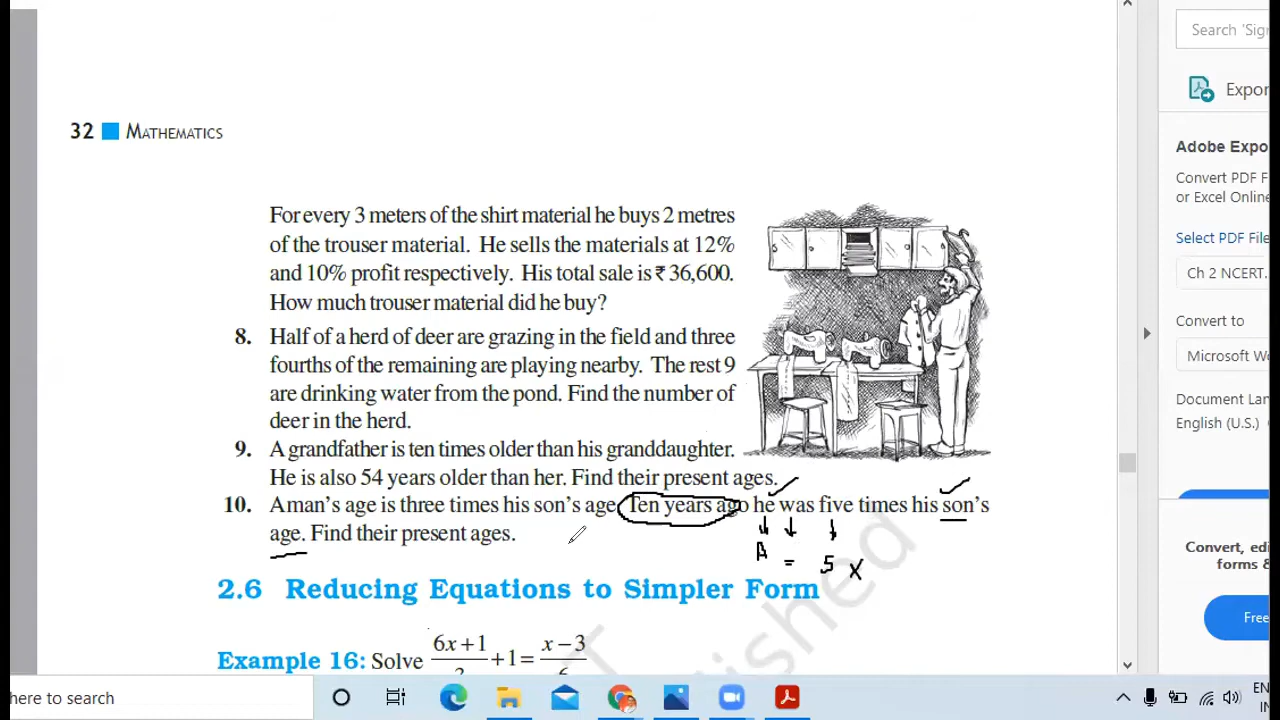 Search 'Sig
Expor
32 MATHEMATICS
Adobe Expo
Convert PDF F
or Excel Online
For every 3 meters of the shirt material he buys 2 metres
of the trouser material. He sells the materials at 12%
and 10% profit respectively. His total sale is ₹ 36,600.
How much trouser material did he buy?
Select PDF File
Ch 2 NCERT.
Convert to
Microsoft Wo
Document Lan
English (U.S.)
8. Half of a herd of deer are grazing in the field and three
fourths of the remaining are playing nearby. The rest 9
are drinking water from the pond. Find the number of
deer in the herd.
9. A grandfather is ten times older than his granddaughter.
He is also 54 years older than her. Find their present ages.
10. A man's age is three times his son's age. Ten years ago he was five times his son's
age. Find their present ages.
A = 5 x
Convert, edi
forms &
Free
2.6 Reducing Equations to Simpler Form
Example 16: Solve 6x+1 +1= x−3
lished
here to search
EN
IN